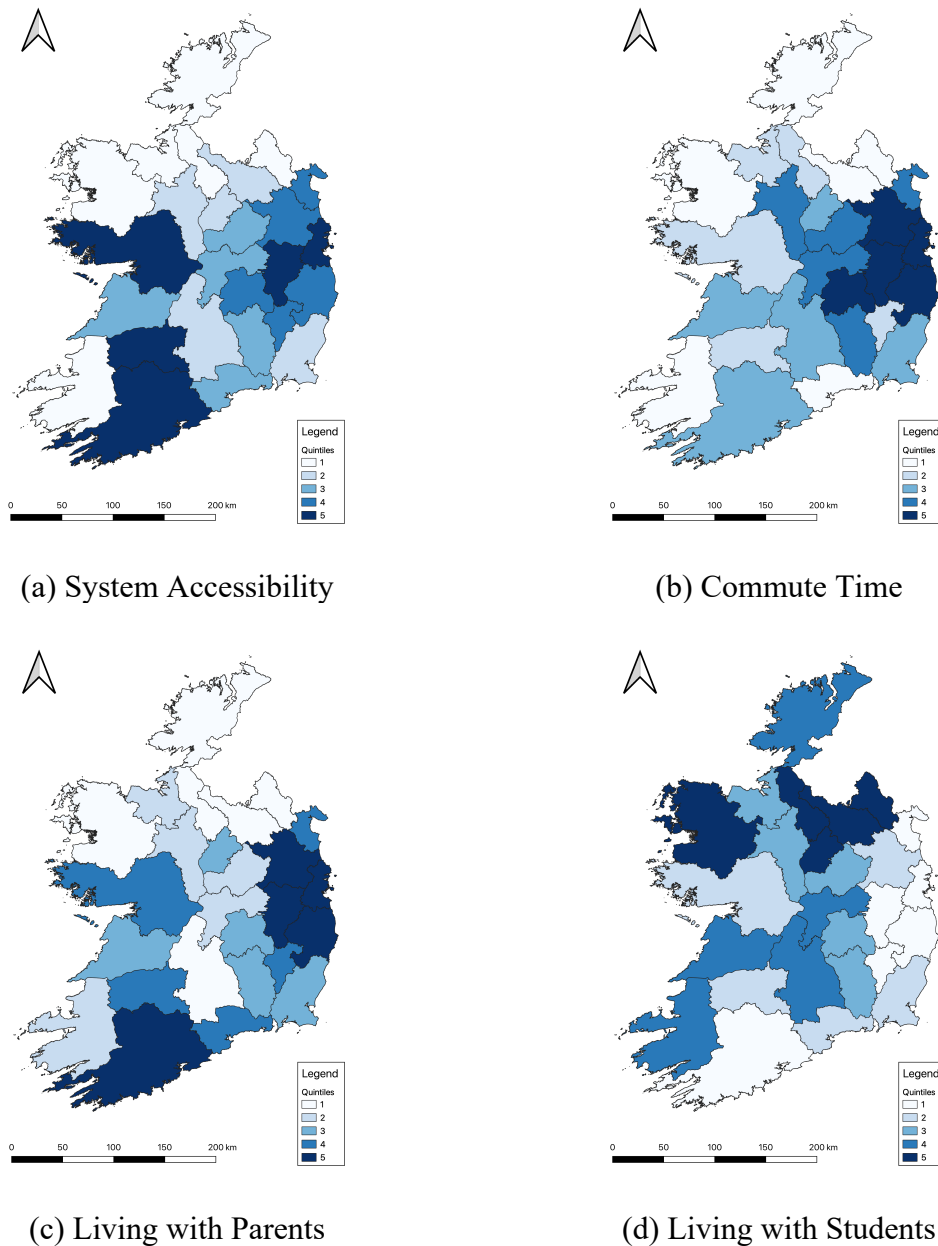 Legend
Quintiles
1
2
3
4
5
0 50 100 150 200 km
Legend
Quintiles
1
2
3
4
5
0 50 100 150 200 km
(a) System Accessibility
(b) Commute Time
Legend
Quintiles
1
2
3
4
5
0 50 100 150 200 km
Legend
Quintiles
1
2
3
4
5
0 50 100 150 200 km
(c) Living with Parents
(d) Living with Students